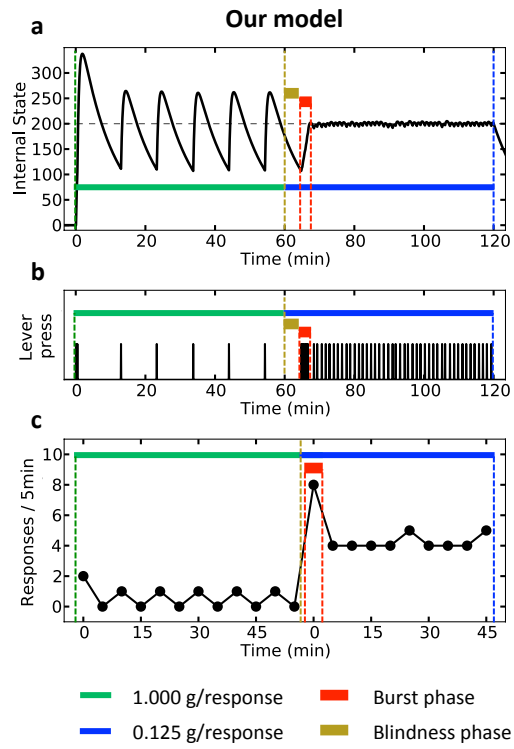 Our model
a
Internal State
300
250
200
150
100
50
0
0 20 40 60 80 100 120
Time (min)
b
Lever
press
0 20 40 60 80 100 120
Time (min)
c
Responses / 5min
10
8
6
4
2
0
0 15 30 45 0 15 30 45
Time (min)
1.000 g/response Burst phase
0.125 g/response Blindness phase